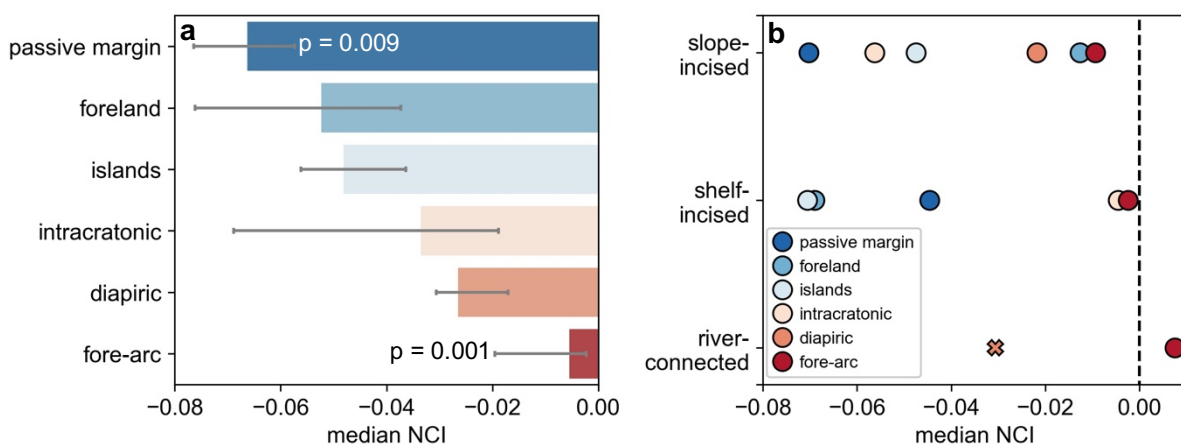 a
passive margin
p = 0.009
foreland
islands
intracratonic
diapiric
fore-arc
p = 0.001
−0.08 −0.06 −0.04 −0.02 0.00
median NCI
b
slope-
incised
shelf-
incised
river-
connected
passive margin
foreland
islands
intracratonic
diapiric
fore-arc
−0.08 −0.06 −0.04 −0.02 0.00
median NCI